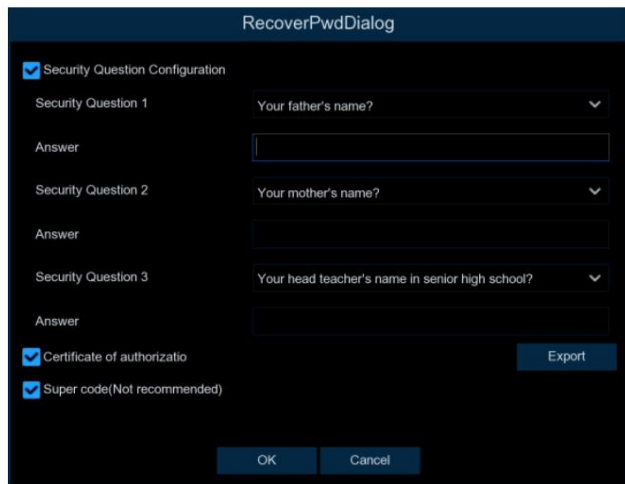 RecoverPwdDialog
Security Question Configuration
Security Question 1 Your father's name?
Answer
Security Question 2 Your mother's name?
Answer
Security Question 3 Your head teacher's name in senior high school?
Answer
Certificate of authorizatio Export
Super code(Not recommended)
OK Cancel